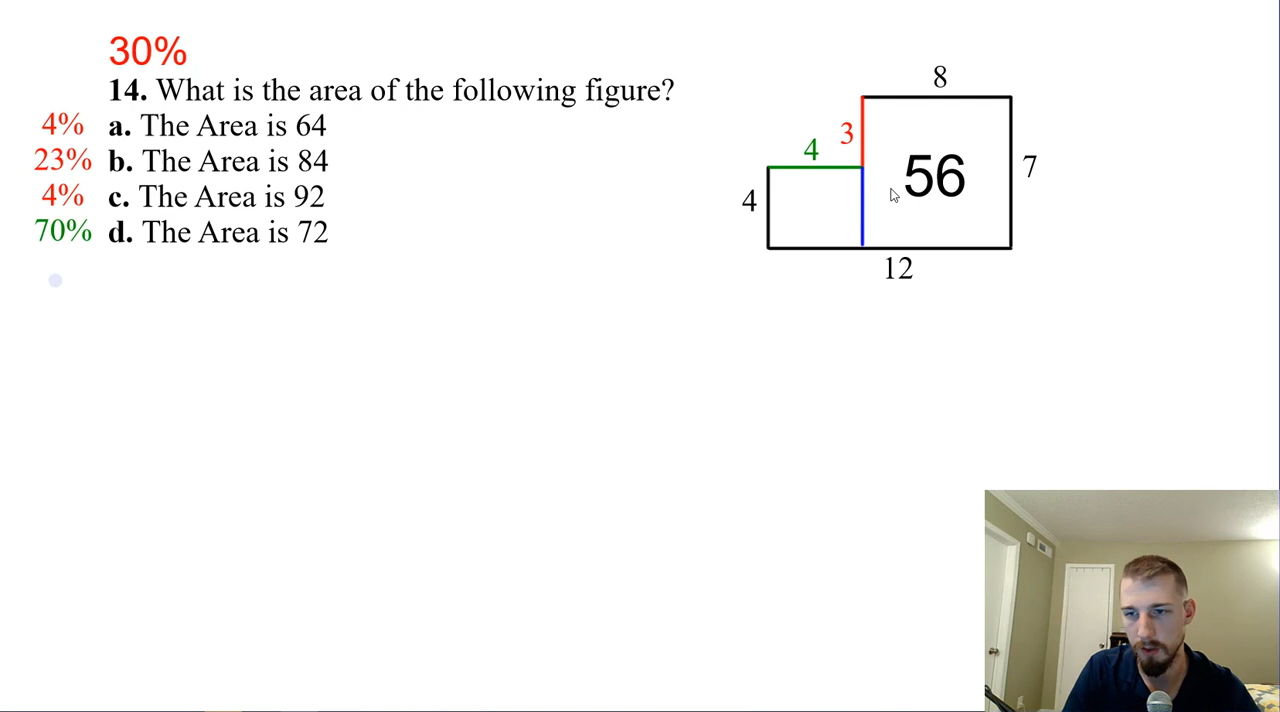 30%
14. What is the area of the following figure?
4% a. The Area is 64
23% b. The Area is 84
4% c. The Area is 92
70% d. The Area is 72
8
3
4
56
7
4
12